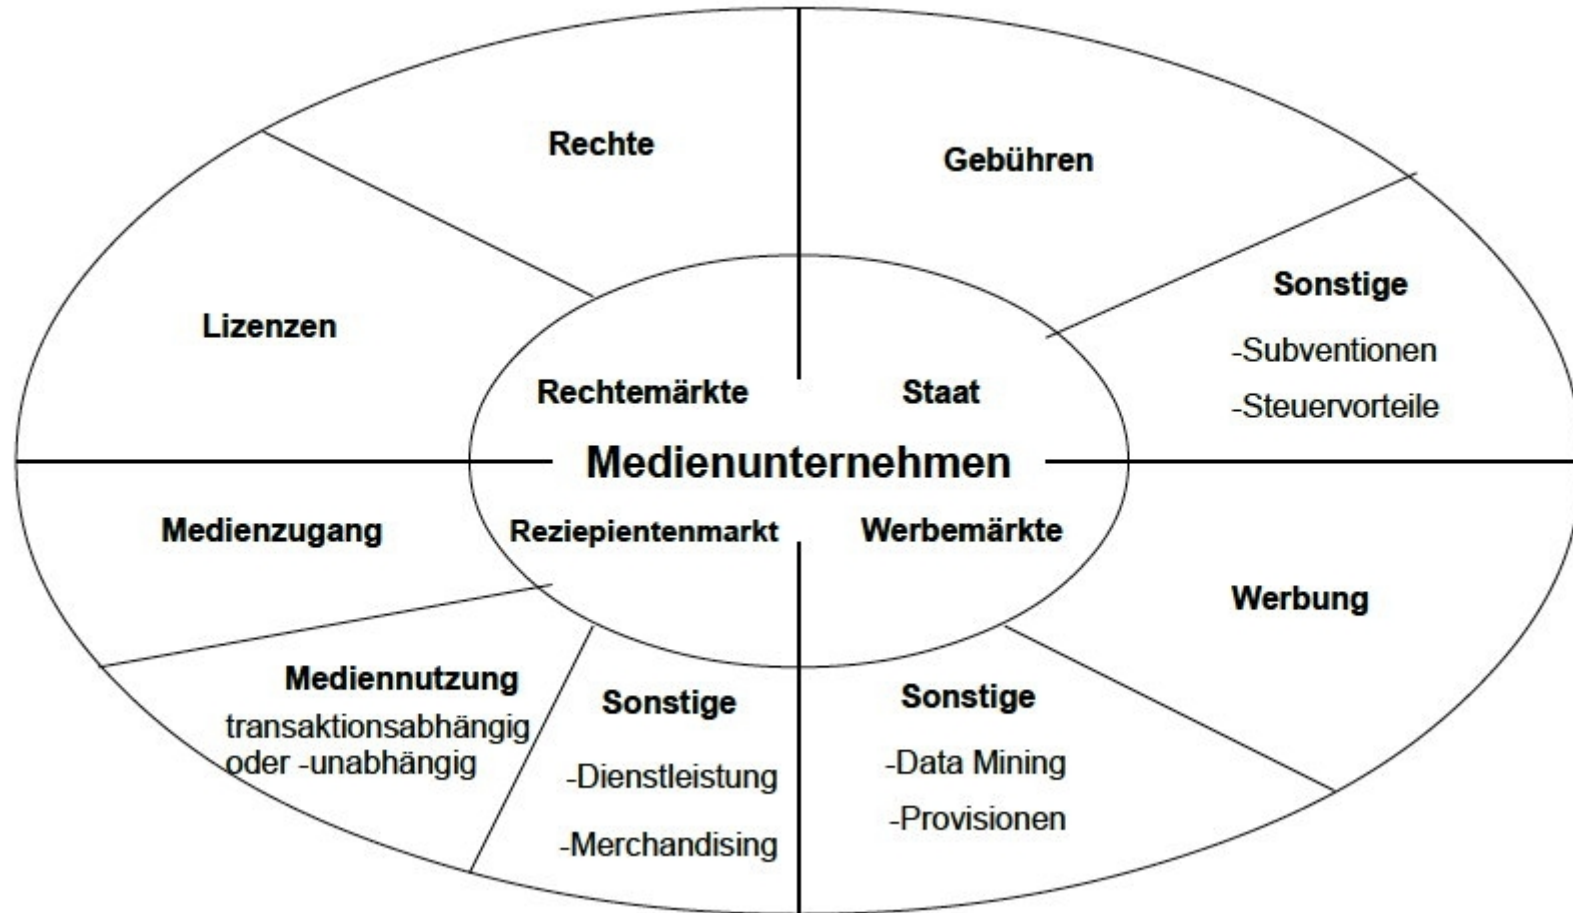 Rechte
Gebühren
Lizenzen
Sonstige
-Subventionen
-Steuervorteile
Rechtemärkte
Staat
Medienunternehmen
Reziepientenmarkt
Werbemärkte
Medienzugang
Werbung
Mediennutzung
transaktionsabhängig
oder -unabhängig
Sonstige
-Dienstleistung
-Merchandising
Sonstige
-Data Mining
-Provisionen